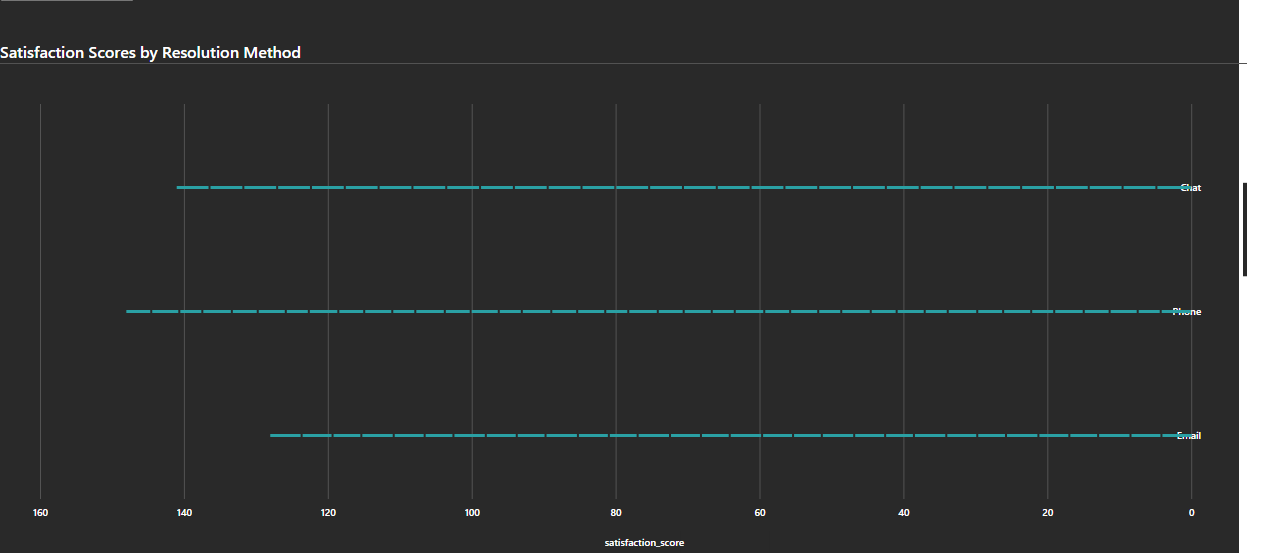 Satisfaction Scores by Resolution Method
Chat
Phone
Email
160 140 120 100 80 60 40 20 0
satisfaction_score